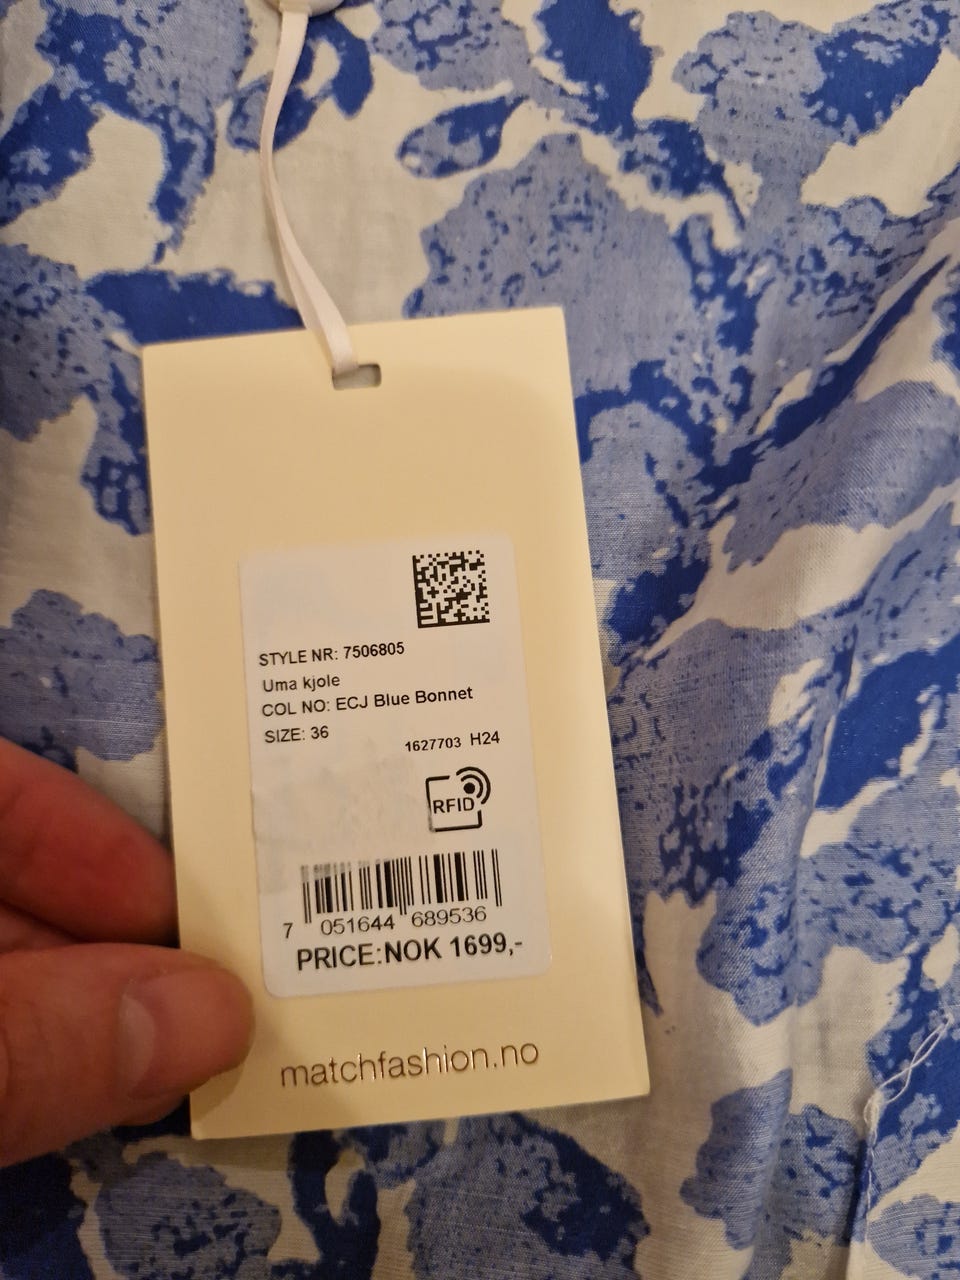 STYLE NR: 7506805
Uma kjole
COL NO: ECJ Blue Bonnet
SIZE: 36
1627703 H24
RFID
7 051644 689536
PRICE:NOK 1699,-
matchfashion.no